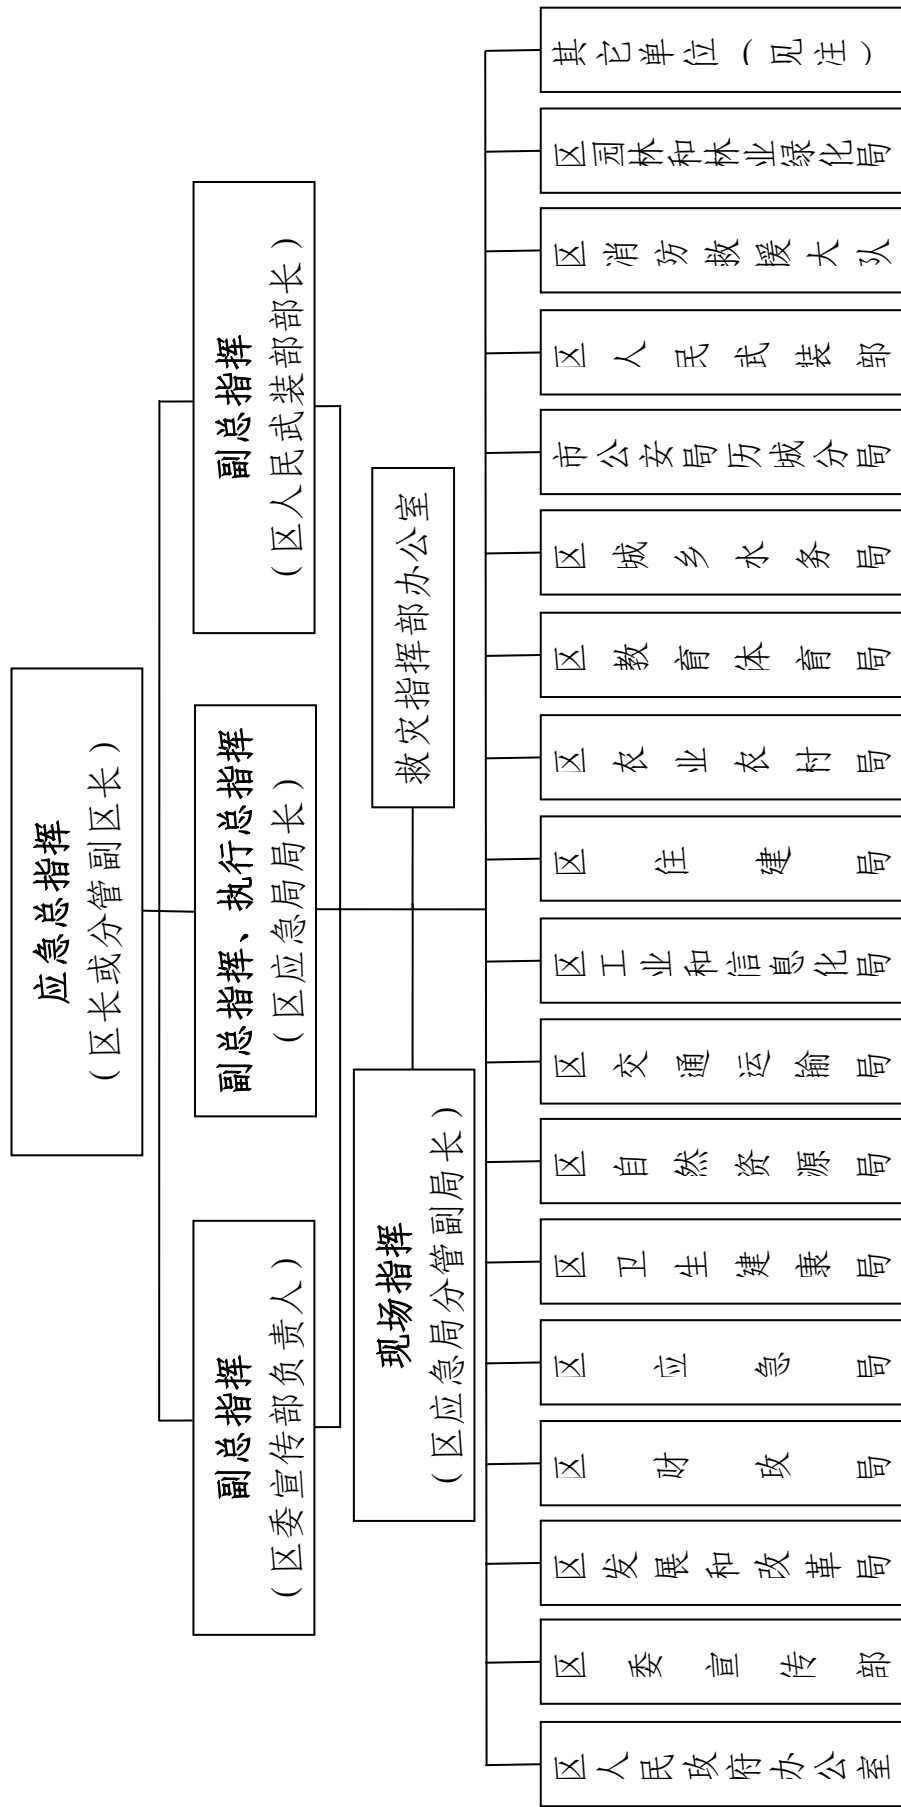 应急总指挥
（区长或分管副区长）
副总指挥
（区委宣传部负责人）
副总指挥、执行总指挥
（区应急局局长）
副总指挥
（区人民武装部部长）
现场指挥
（区应急局分管副局长）
救灾指挥部办公室
区人民政府办公室
区委宣传部
区发展和改革局
区财政局
区应急局
区卫生健康局
区自然资源局
区交通运输局
区工业和信息化局
区住建局
区农业农村局
区教育体育局
区城乡水务局
市公安局历城分局
区人民武装部
区消防救援大队
区园林和林业绿化局
其它单位（见注）